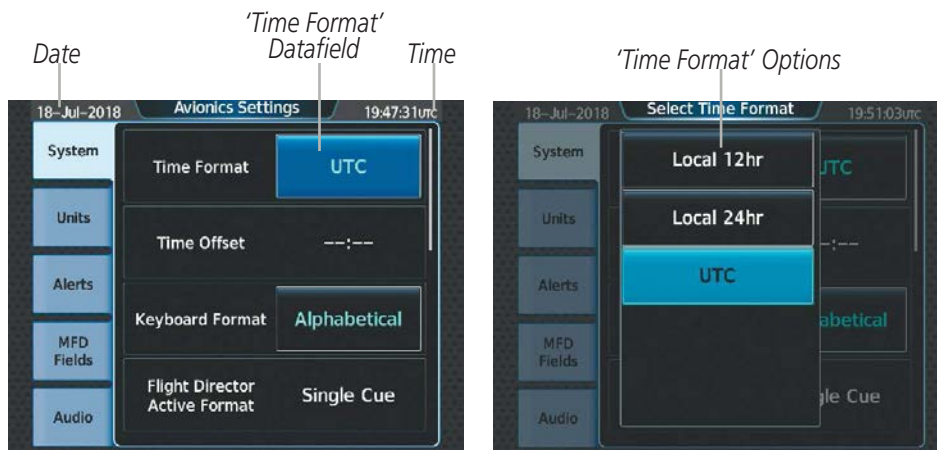 Date
'Time Format'
Datafield
Time
18–Jul–2018
Avionics Settings
19:47:31UTC
System
Time Format
UTC
Units
Time Offset
––:––
Alerts
Keyboard Format
Alphabetical
MFD
Fields
Flight Director
Active Format
Single Cue
Audio
'Time Format' Options
18–Jul–2018
Select Time Format
19:51:03UTC
System
Local 12hr
UTC
Units
Local 24hr
–:––
Alerts
UTC
abetical
MFD
Fields
gle Cue
Audio